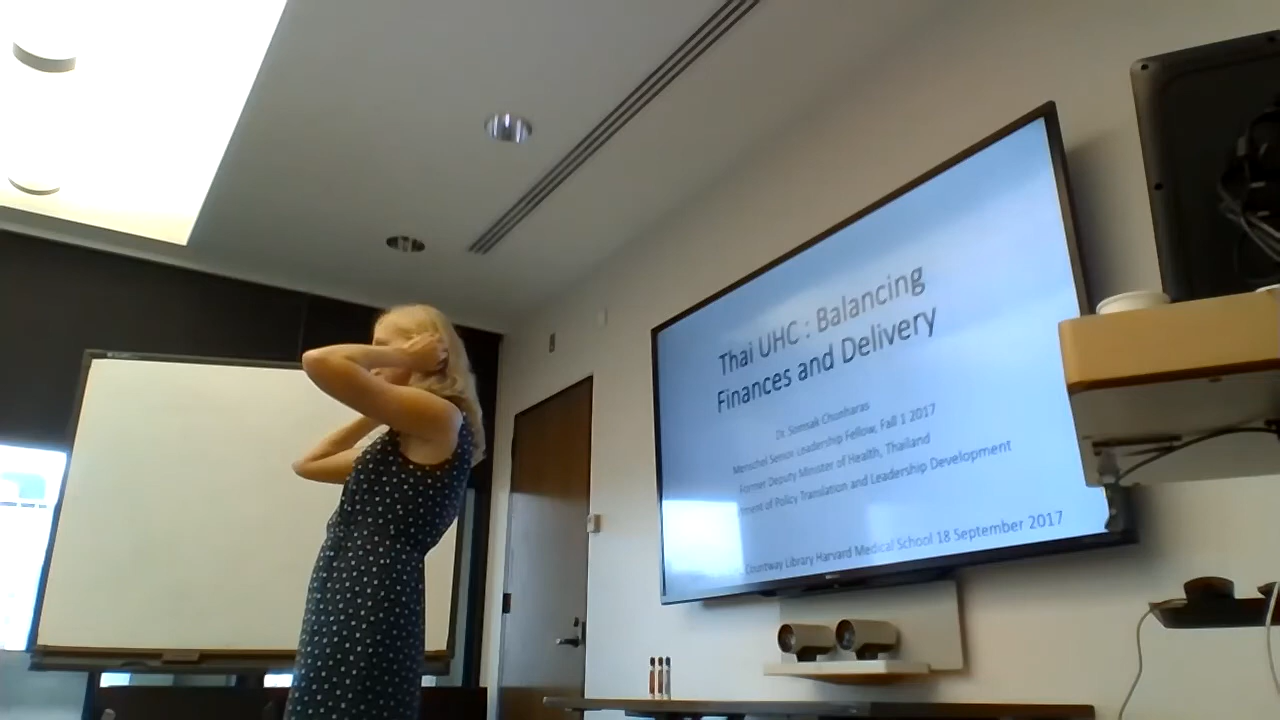 Thai UHC : Balancing
Finances and Delivery
Dr. Somsak Chunharas
Menschel Senior Leadership Fellow, Fall 1 2017
Former Deputy Minister of Health, Thailand
of Policy Translation and Leadership Development
Countway Library Harvard Medical School 18 September 2017